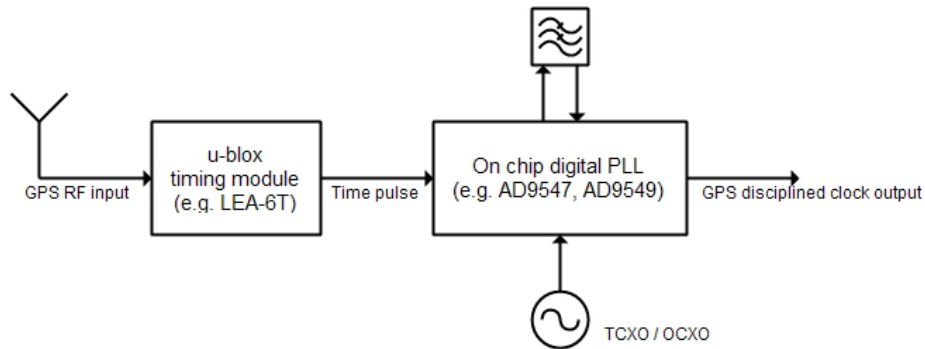 GPS RF input
u-blox
timing module
(e.g. LEA-6T)
Time pulse
On chip digital PLL
(e.g. AD9547, AD9549)
GPS disciplined clock output
TCXO / OCXO